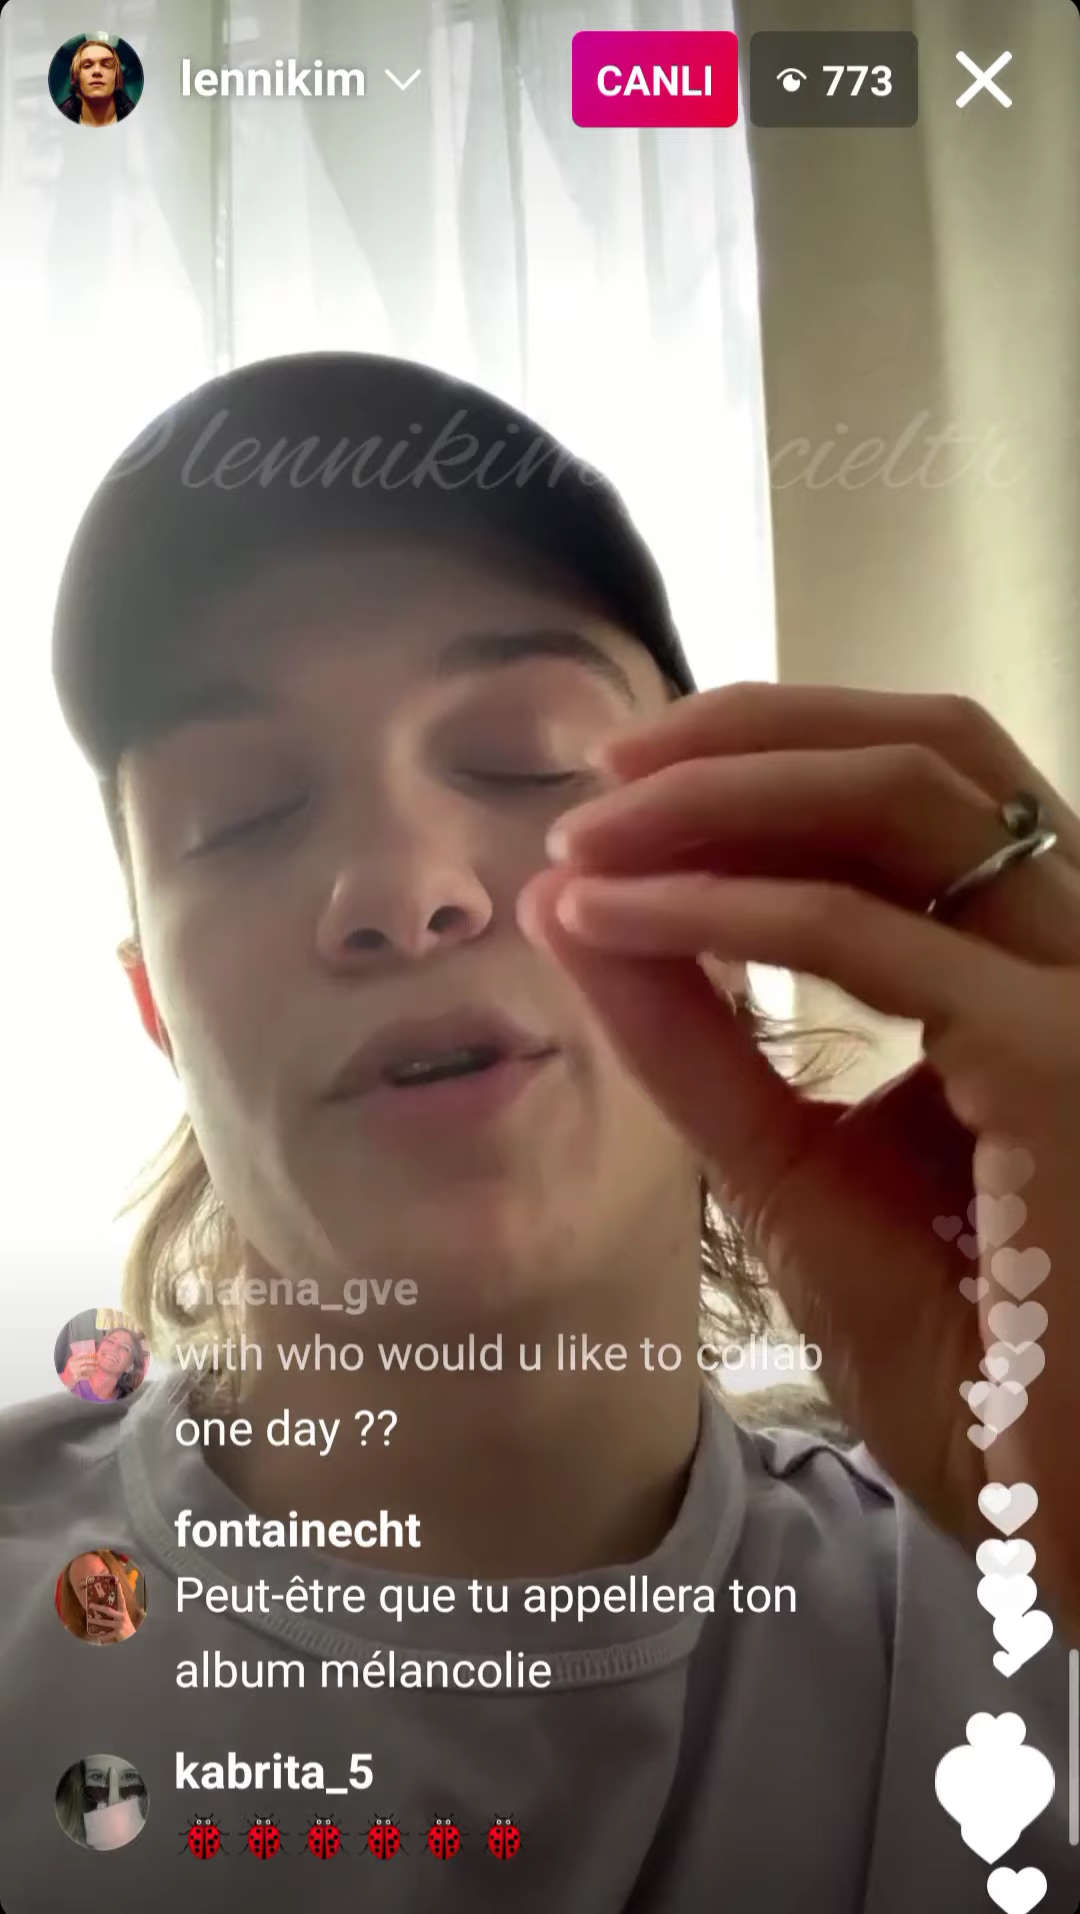 lennikim
CANLI
773
maena_gve
with who would u like to collab
one day ??
fontainecht
Peut-être que tu appellera ton
album mélancolie
kabrita_5
🐞🐞🐞🐞🐞🐞